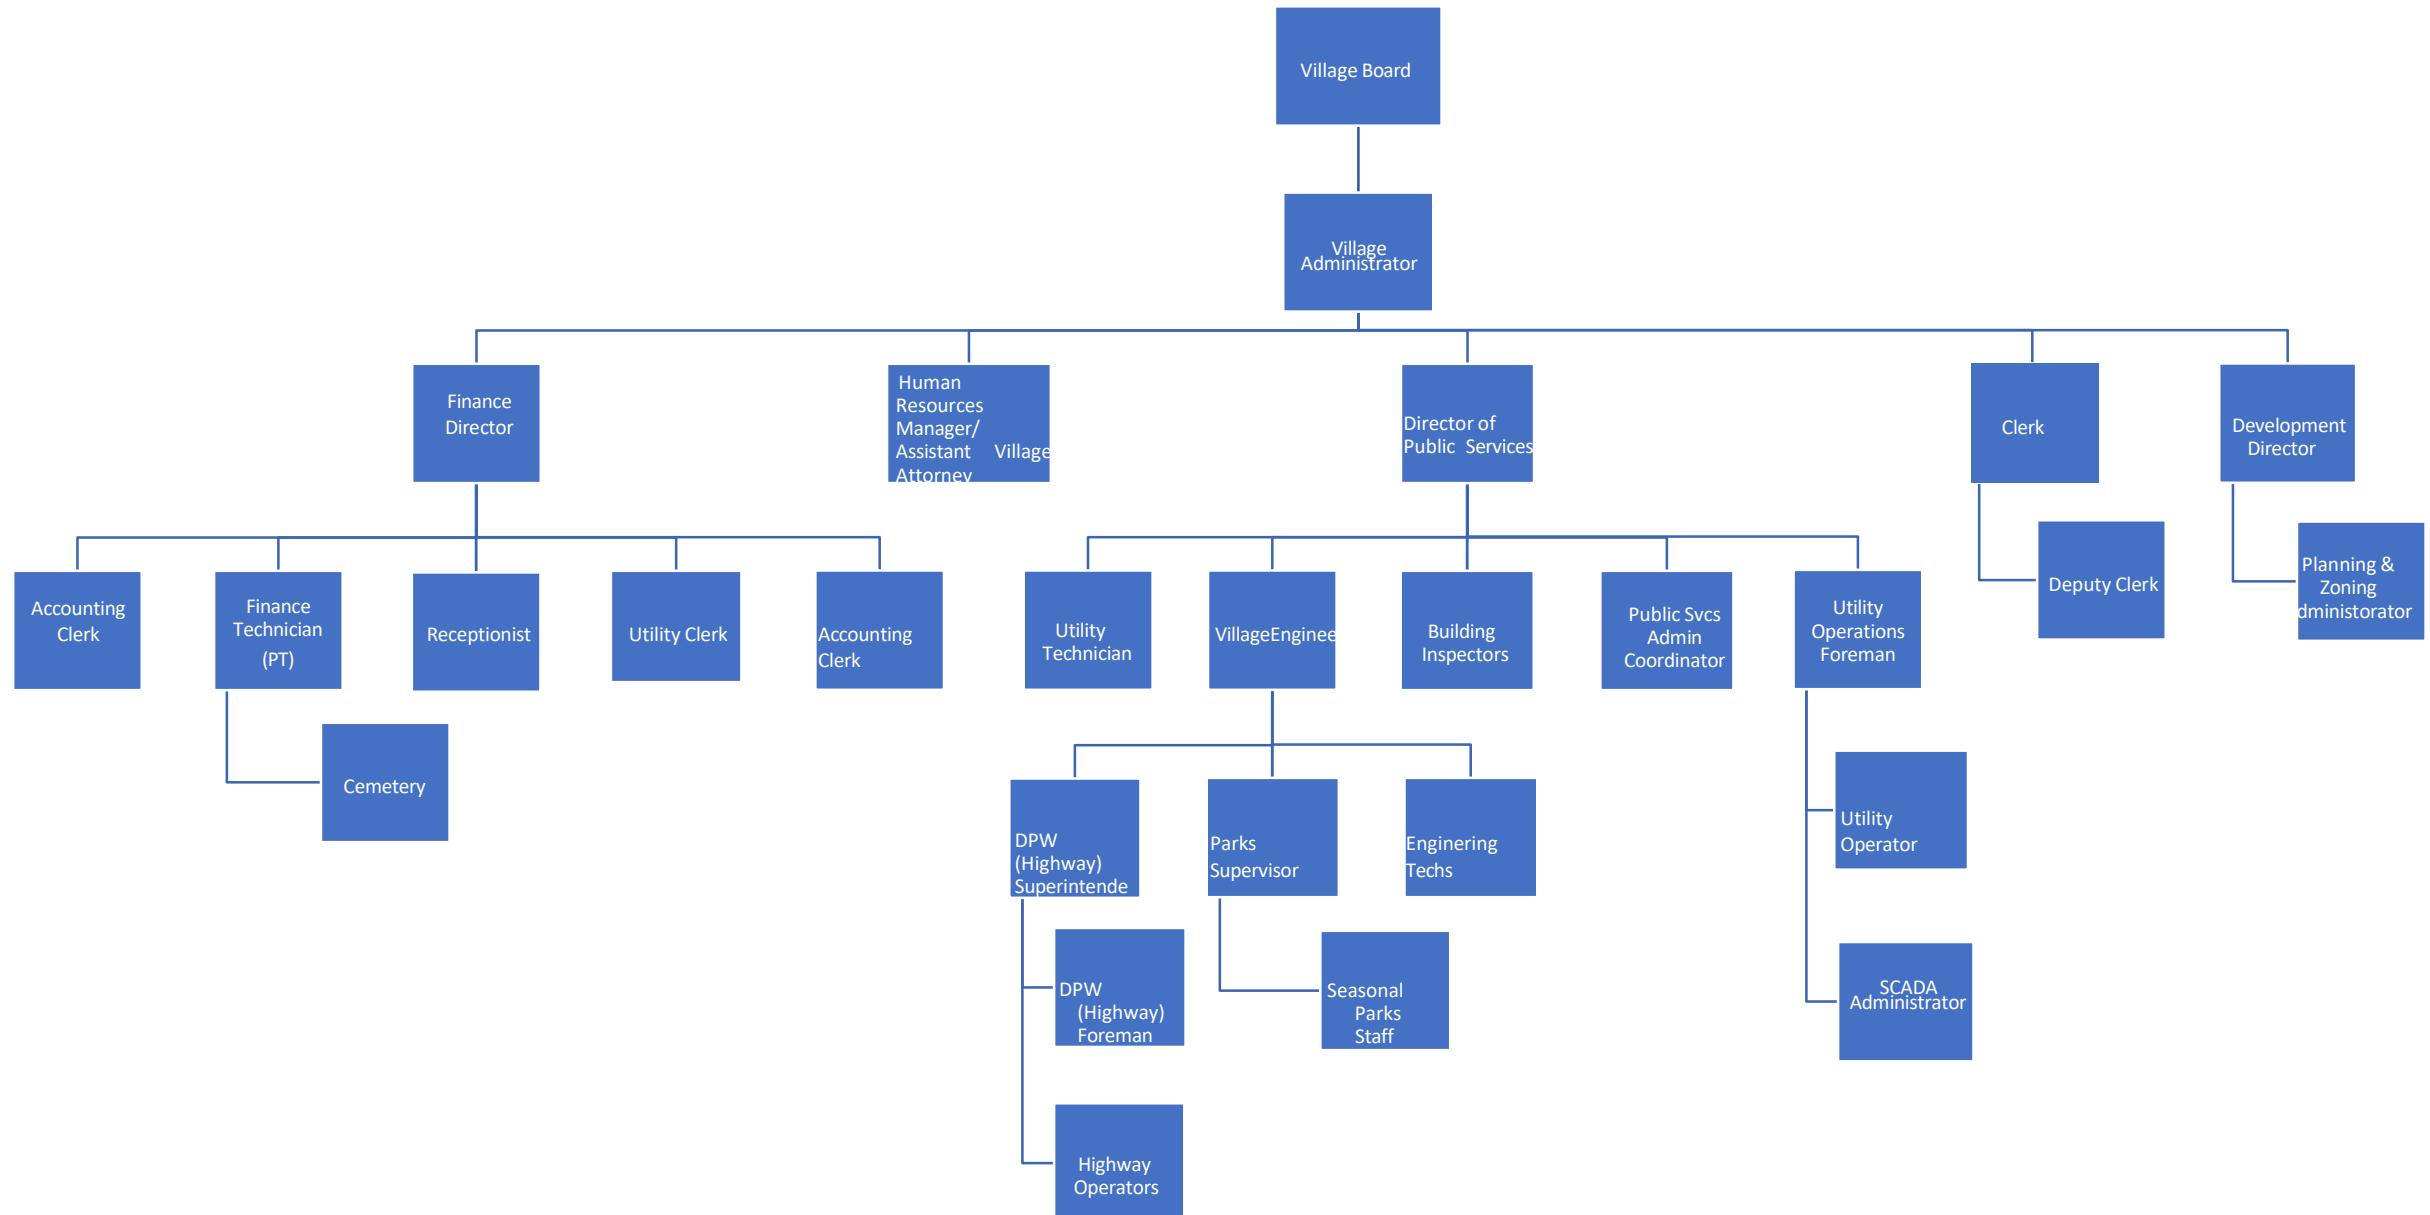 Village Board
Village
Administrator
Finance
Director
Human
Resources
Manager/
Assistant Village
Attorney
Director of
Public Services
Clerk
Development
Director
Accounting
Clerk
Finance
Technician
(PT)
Receptionist
Utility Clerk
Accounting
Clerk
Utility
Technician
VillageEnginee
Building
Inspectors
Public Svcs
Admin
Coordinator
Utility
Operations
Foreman
Deputy Clerk
Planning &
Zoning
dministorator
Cemetery
DPW
(Highway)
Superintende
Parks
Supervisor
Enginering
Techs
Utility
Operator
DPW
(Highway)
Foreman
Seasonal
Parks
Staff
SCADA
Administrator
Highway
Operators